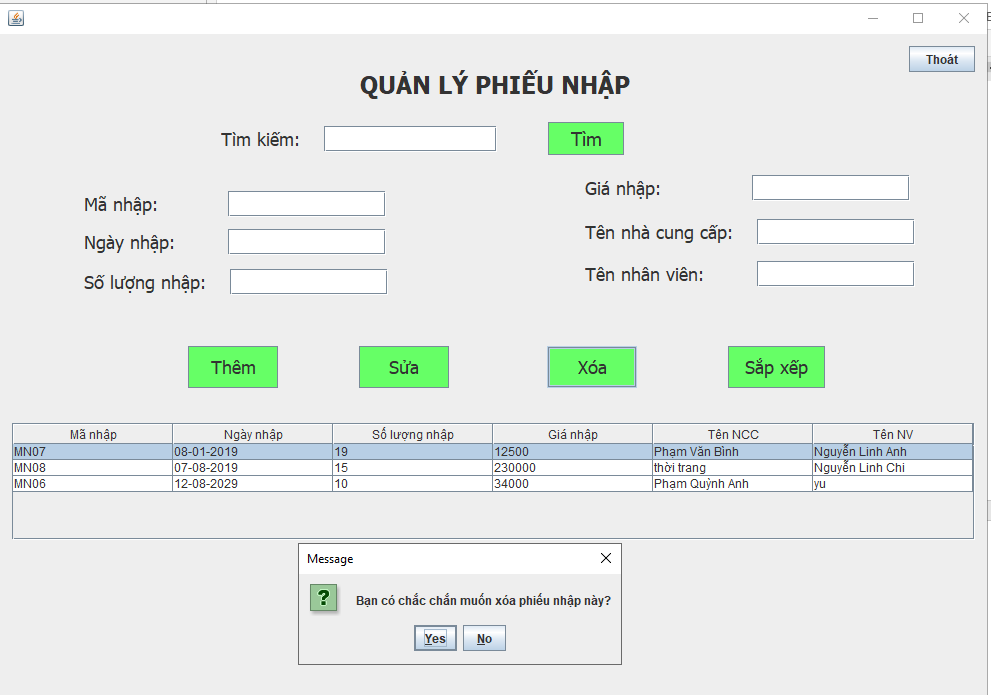 Thoát
QUẢN LÝ PHIẾU NHẬP
Tìm kiếm: Tìm
Mã nhập: Giá nhập:
Ngày nhập: Tên nhà cung cấp:
Số lượng nhập: Tên nhân viên:
Thêm Sửa Xóa Sắp xếp
Mã nhập Ngày nhập Số lượng nhập Giá nhập Tên NCC Tên NV
MN07 08-01-2019 19 12500 Phạm Văn Bình Nguyễn Linh Anh
MN08 07-08-2019 15 230000 thời trang Nguyễn Linh Chi
MN06 12-08-2029 10 34000 Phạm Quỳnh Anh yu
Message
? Bạn có chắc chắn muốn xóa phiếu nhập này?
Yes No